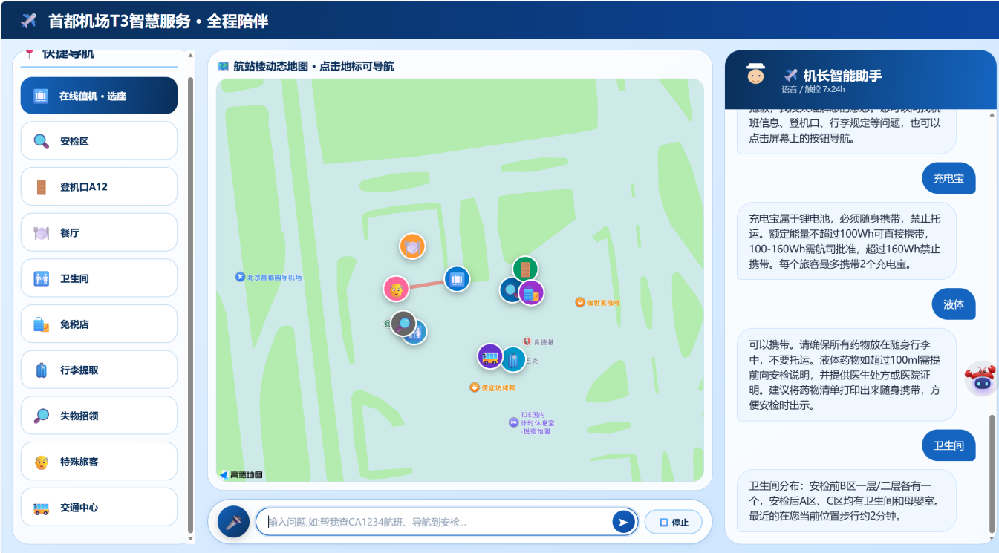 首都机场T3智慧服务 • 全程陪伴
快捷导航
在线值机 • 选座
安检区
登机口A12
餐厅
卫生间
免税店
行李提取
失物招领
特殊旅客
交通中心
航站楼动态地图 • 点击地标可导航
北京首都国际机场
咖世家咖啡
肯德基
巴克
便宜坊烤鸭
T3E国内
计时休息室
-悦宿怡雅
高德地图
输入问题,如:帮我查CA1234航班、导航到安检...
停止
机长智能助手
语音 / 触控 7x24h
班信息、登机口、行李规定等问题，也可以
点击屏幕上的按钮导航。
充电宝
充电宝属于锂电池，必须随身携带，禁止托
运。额定能量不超过100Wh可直接携带，
100-160Wh需航司批准，超过160Wh禁止
携带。每个旅客最多携带2个充电宝。
液体
可以携带。请确保所有药物放在随身行李
中，不要托运。液体药物如超过100ml需提
前向安检说明，并提供医生处方或医院证
明。建议将药物清单打印出来随身携带，方
便安检时出示。
卫生间
卫生间分布：安检前B区一层/二层各有一
个，安检后A区、C区均有卫生间和母婴室。
最近的在您当前位置步行约2分钟。